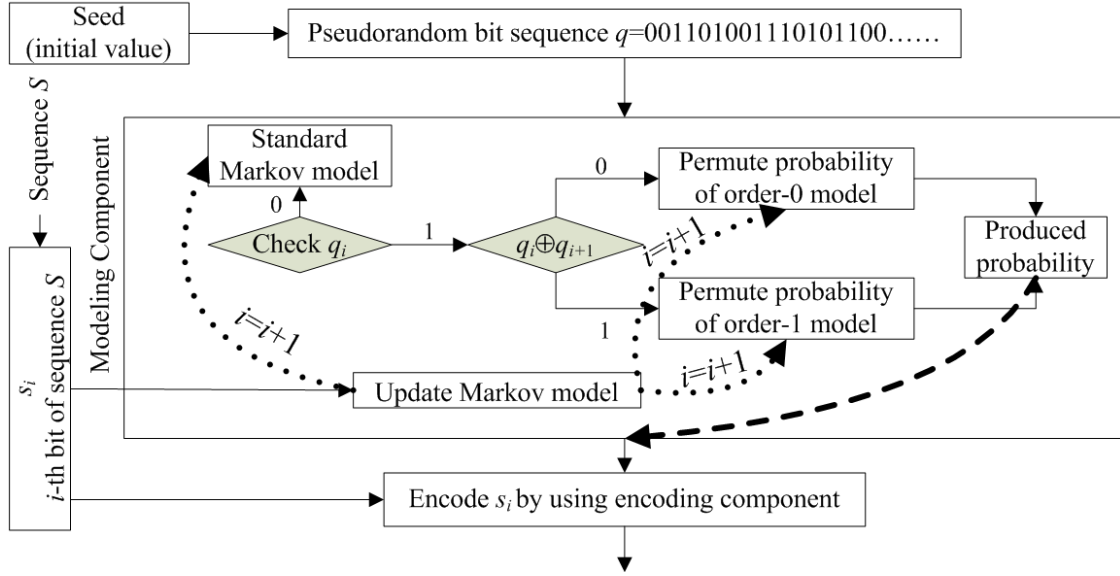 Seed
(initial value)
Pseudorandom bit sequence q=001101001110101100……
Sequence S
Modeling Component
Standard
Markov model
0
Check qᵢ
1
qᵢ⊕qᵢ₊₁
0
1
Permute probability
of order-0 model
Permute probability
of order-1 model
Produced
probability
i=i+1
i=i+1
i=i+1
Update Markov model
sᵢ
i-th bit of sequence S
Encode sᵢ by using encoding component